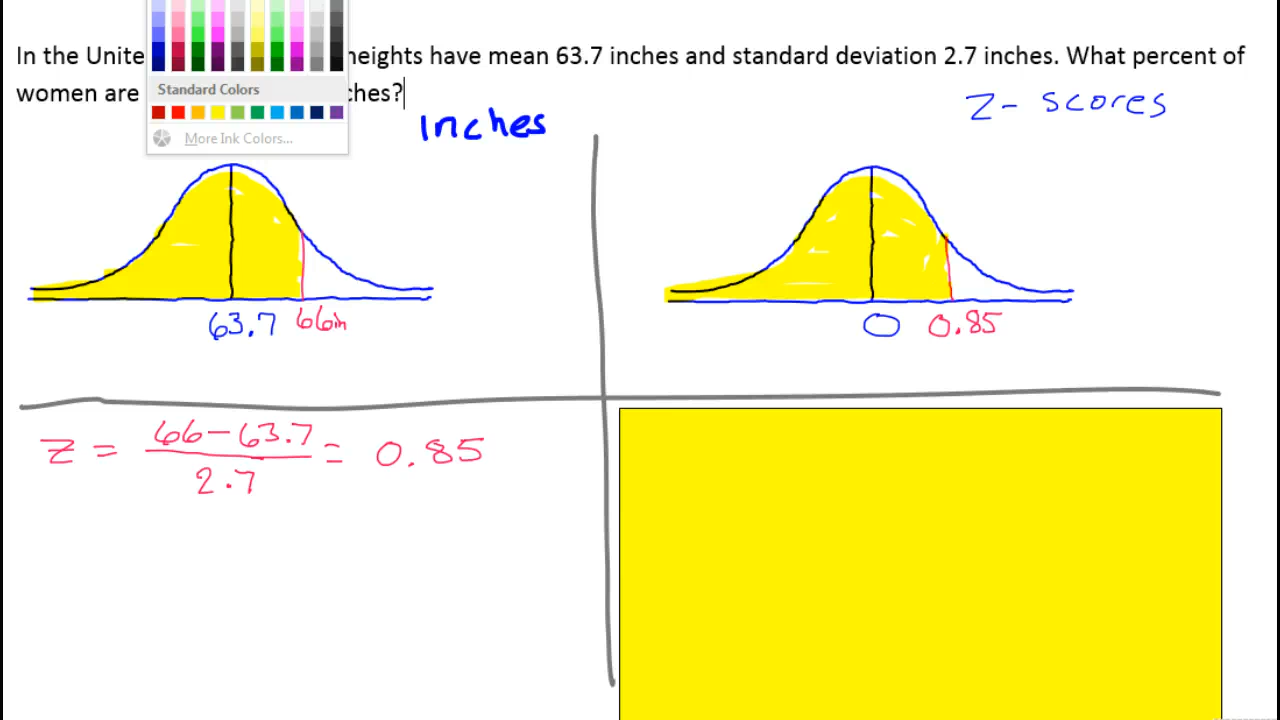 In the Unite heights have mean 63.7 inches and standard deviation 2.7 inches. What percent of
women are ches?
Standard Colors
More Ink Colors...
Inches
Z - scores
63.7 66in
0 0.85
Z = 66 - 63.7 / 2.7 = 0.85